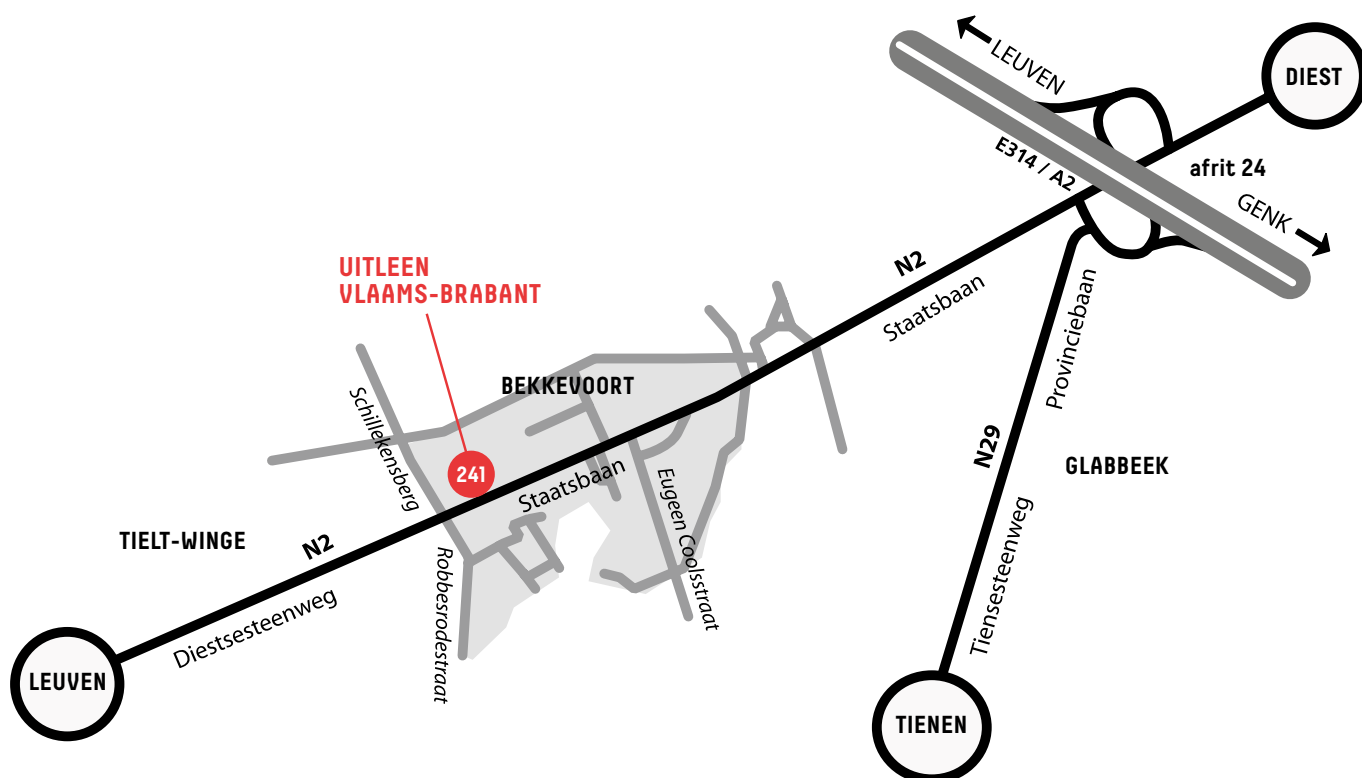 LEUVEN
DIEST
E314 / A2
afrit 24
GENK
UITLEEN
VLAAMS-BRABANT
N2
Staatsbaan
Provinciebaan
BEKKEVOORT
Schillekensberg
241
Staatsbaan
Eugeen Coolsstraat
N29
GLABBEEK
TIELT-WINGE
N2
Robbesrodestraat
Diestsesteenweg
Tiensesteenweg
LEUVEN
TIENEN